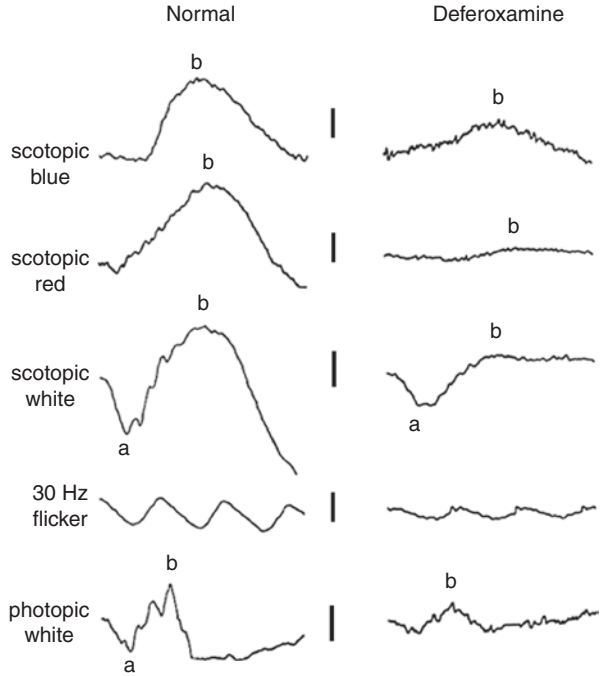 Normal Deferoxamine
b
b
scotopic
blue
b
b
scotopic
red
b
b
scotopic
white
a
a
30 Hz
flicker
b
b
photopic
white
a